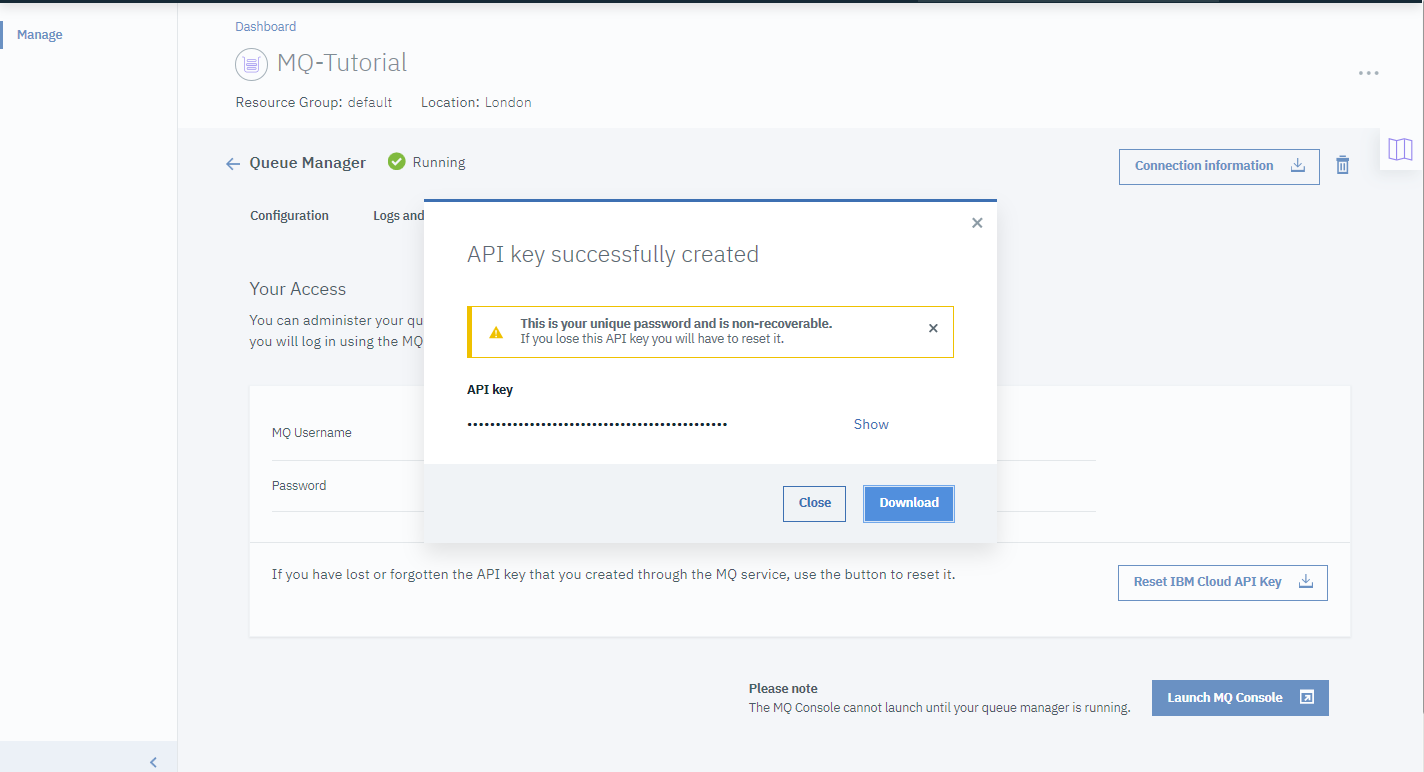 Manage
Dashboard
MQ-Tutorial
Resource Group: default Location: London
Queue Manager Running
Connection information
Configuration Logs and
API key successfully created
Your Access
You can administer your qu
you will log in using the MQ
This is your unique password and is non-recoverable.
If you lose this API key you will have to reset it.
API key
•••••••••••••••••••••••••••••••••••••••••••• Show
MQ Username
Password
Close Download
If you have lost or forgotten the API key that you created through the MQ service, use the button to reset it.
Reset IBM Cloud API Key
Please note
The MQ Console cannot launch until your queue manager is running.
Launch MQ Console